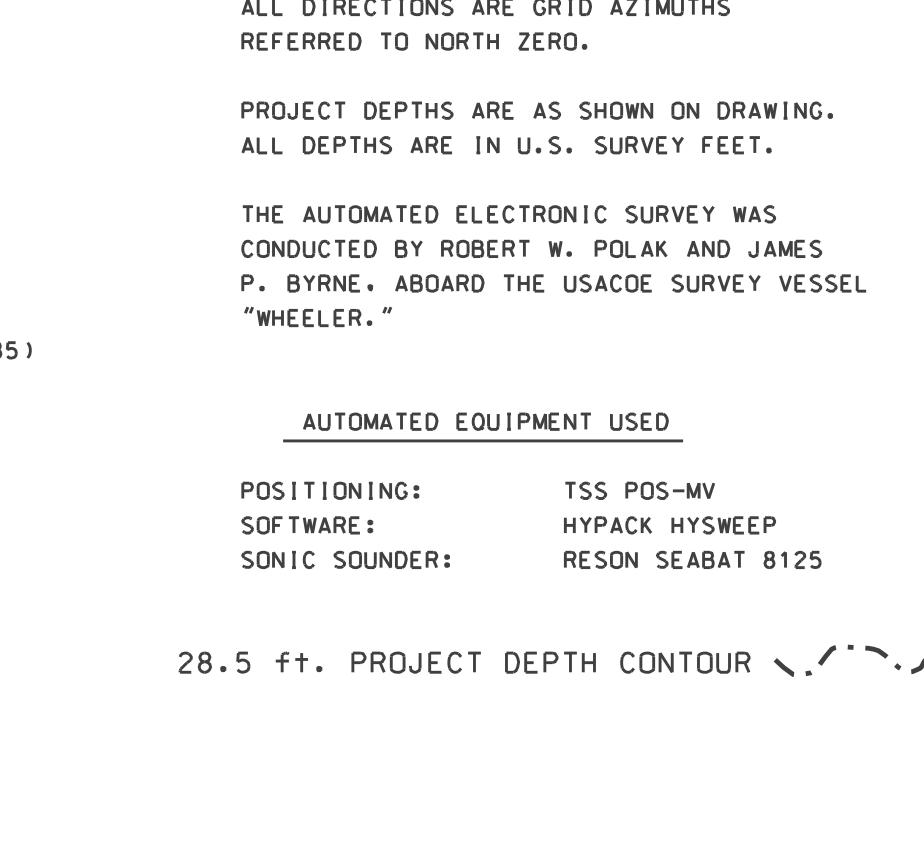 ALL DIRECTIONS ARE GRID AZIMUTHS
REFERRED TO NORTH ZERO.
PROJECT DEPTHS ARE AS SHOWN ON DRAWING.
ALL DEPTHS ARE IN U.S. SURVEY FEET.
THE AUTOMATED ELECTRONIC SURVEY WAS
CONDUCTED BY ROBERT W. POLAK AND JAMES
P. BYRNE. ABOARD THE USACOE SURVEY VESSEL
"WHEELER."
85)
AUTOMATED EQUIPMENT USED
POSITIONING: TSS POS-MV
SOFTWARE: HYPACK HYSWEEP
SONIC SOUNDER: RESON SEABAT 8125
28.5 ft. PROJECT DEPTH CONTOUR